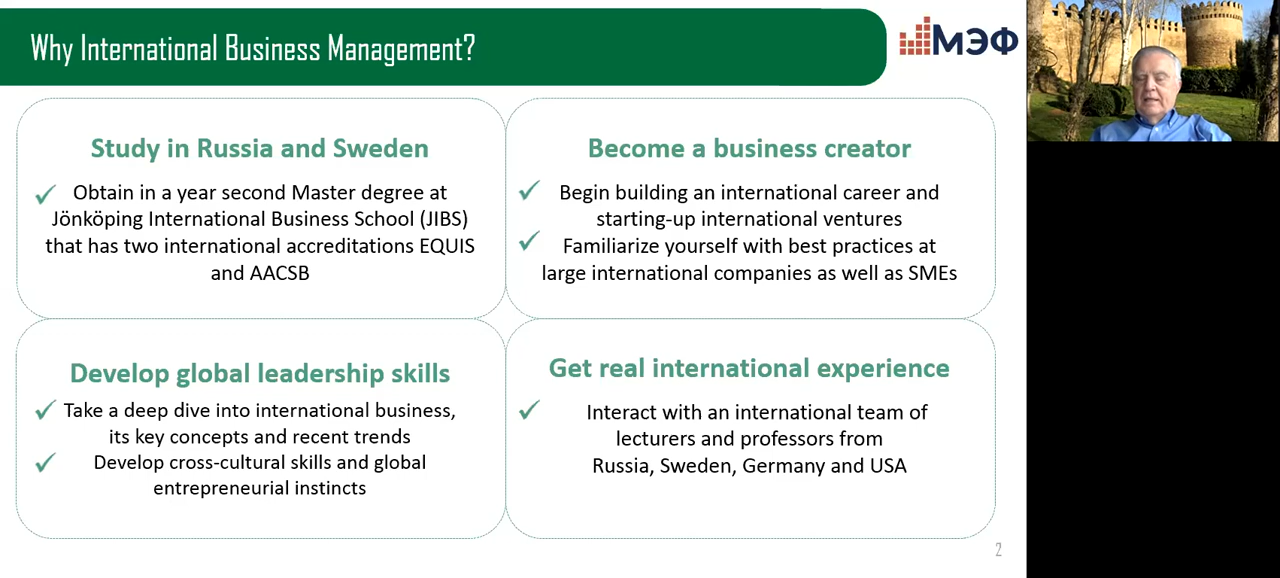 Why International Business Management?
МЭФ
Study in Russia and Sweden
Obtain in a year second Master degree at
Jönköping International Business School (JIBS)
that has two international accreditations EQUIS
and AACSB
Become a business creator
Begin building an international career and
starting-up international ventures
Familiarize yourself with best practices at
large international companies as well as SMEs
Develop global leadership skills
Take a deep dive into international business,
its key concepts and recent trends
Develop cross-cultural skills and global
entrepreneurial instincts
Get real international experience
Interact with an international team of
lecturers and professors from
Russia, Sweden, Germany and USA
2